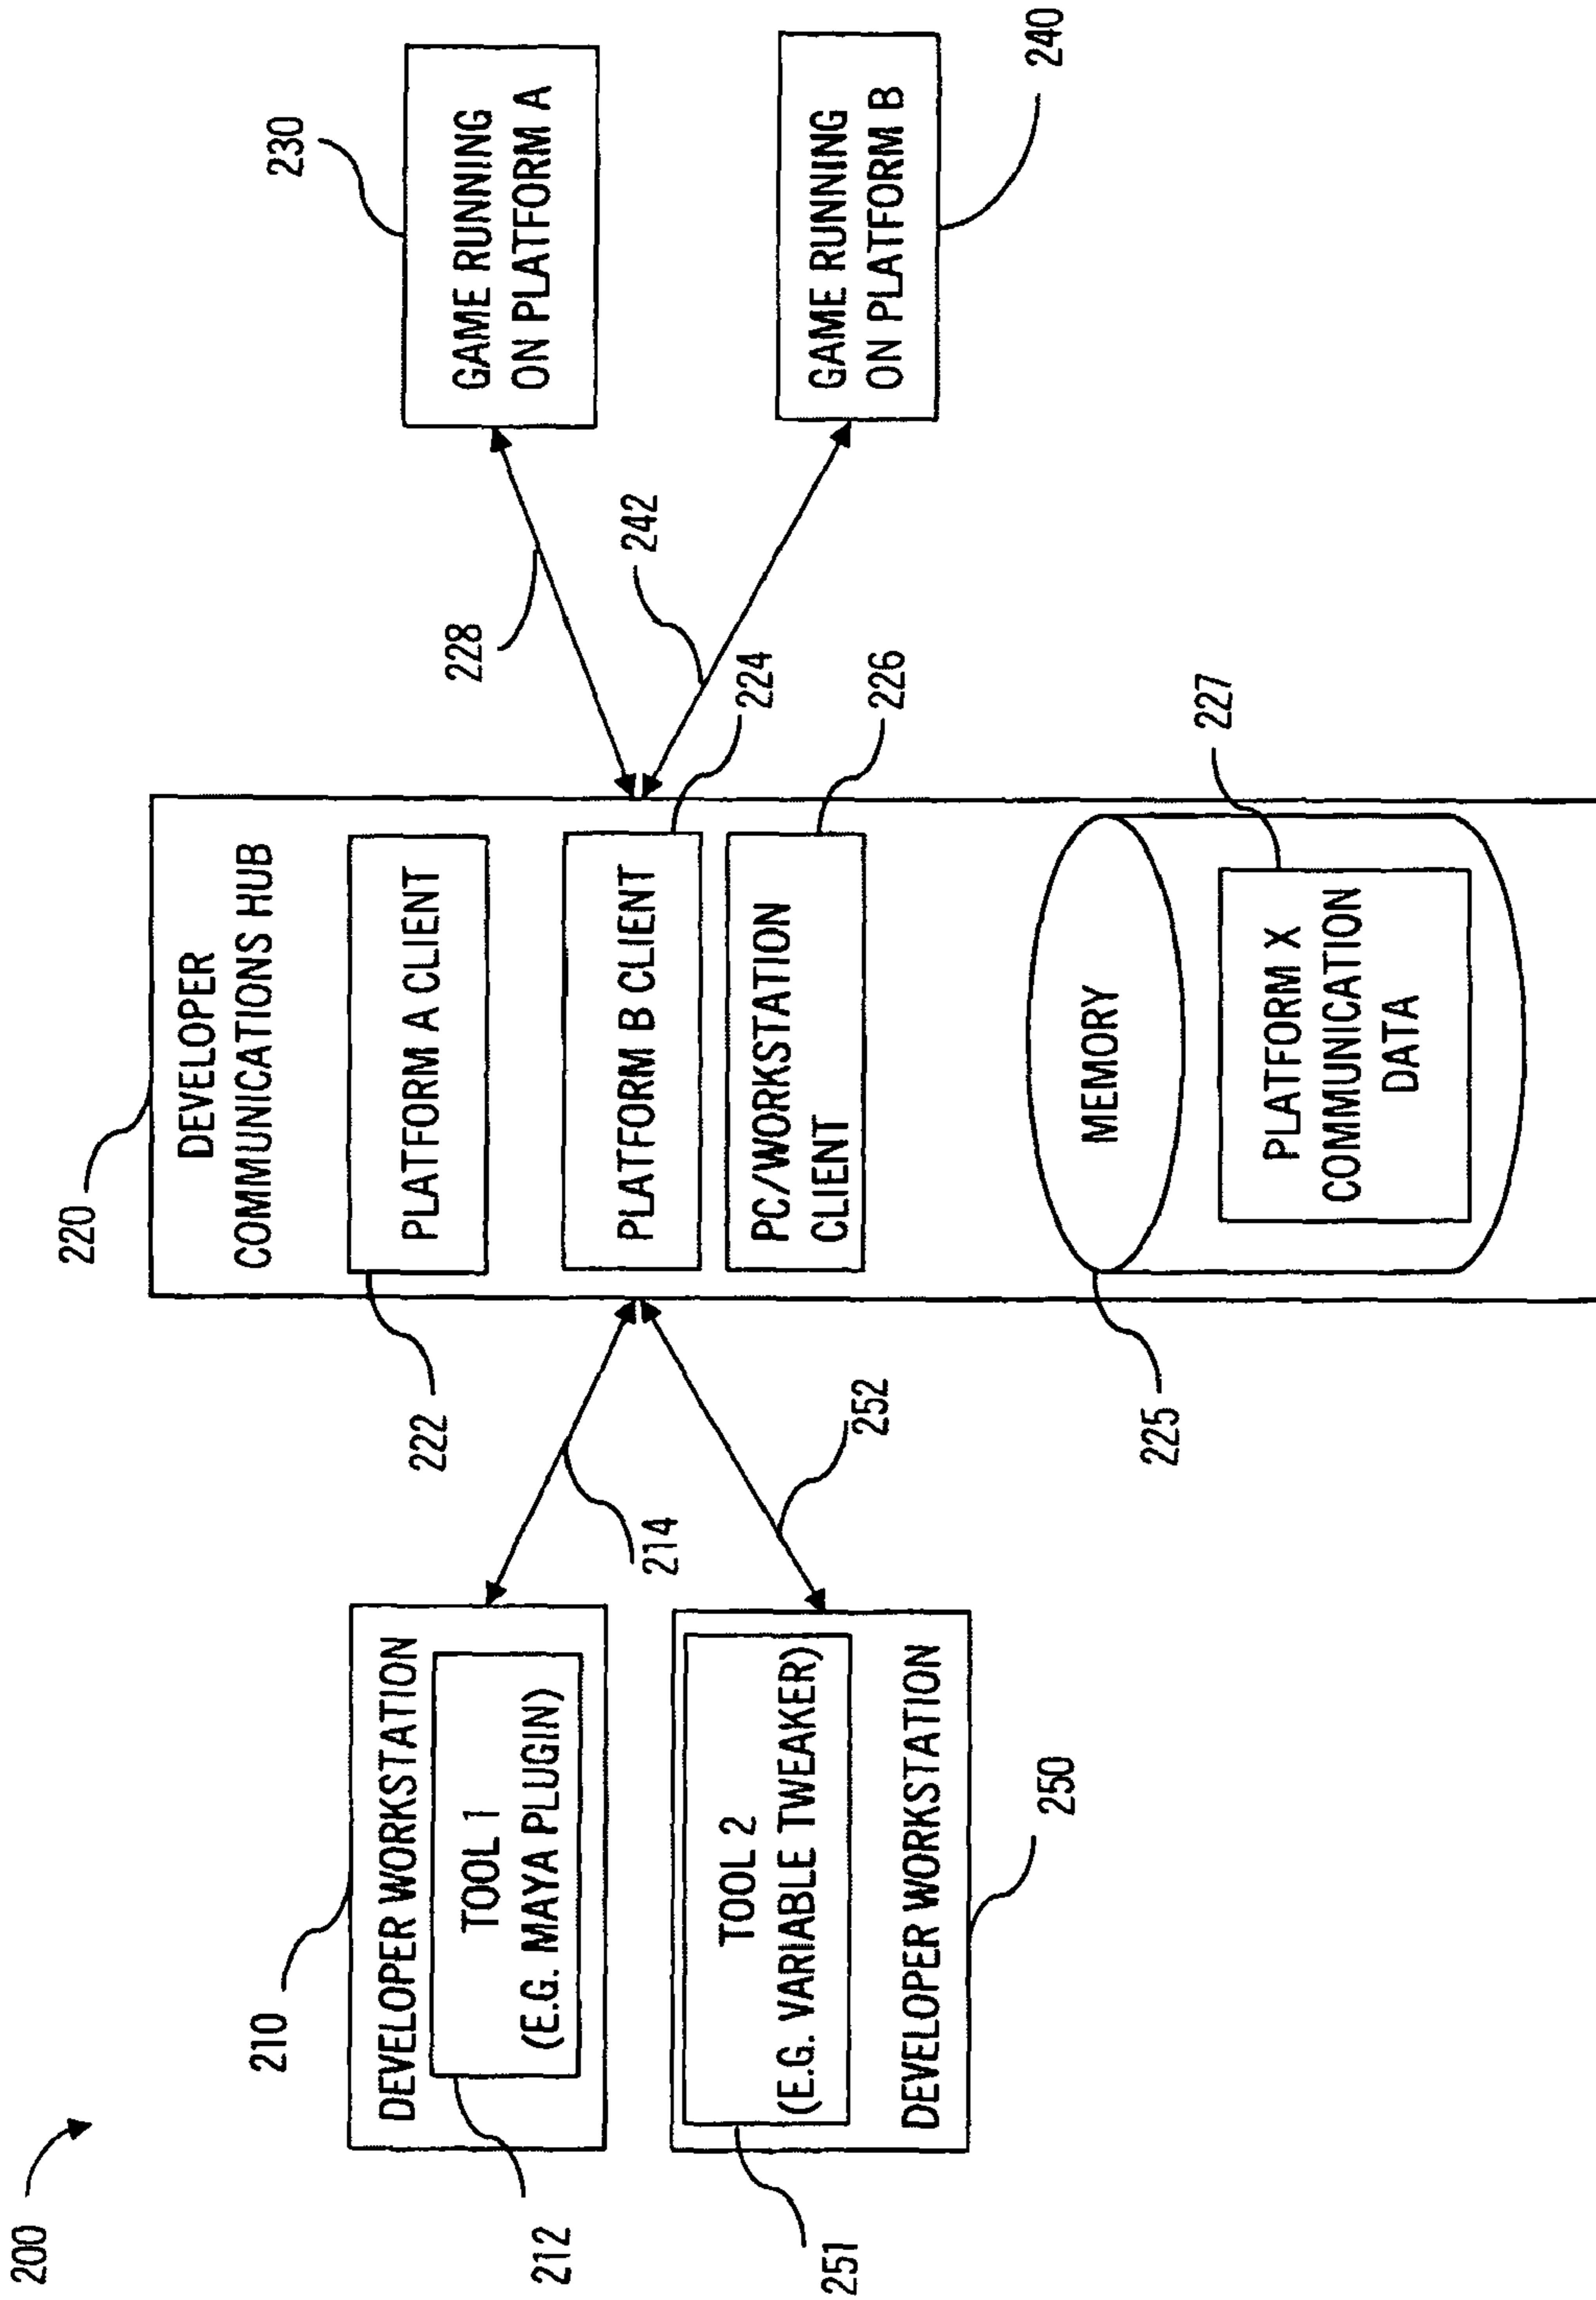 200
210
DEVELOPER WORKSTATION
TOOL 1
(E.G. MAYA PLUGIN)
212
214
TOOL 2
(E.G. VARIABLE TWEAKER)
DEVELOPER WORKSTATION
251
250
252
220
DEVELOPER
COMMUNICATIONS HUB
PLATFORM A CLIENT
222
PLATFORM B CLIENT
224
PC/WORKSTATION
CLIENT
226
MEMORY
225
PLATFORM X
COMMUNICATION
DATA
227
228
242
230
GAME RUNNING
ON PLATFORM A
GAME RUNNING
ON PLATFORM B
240